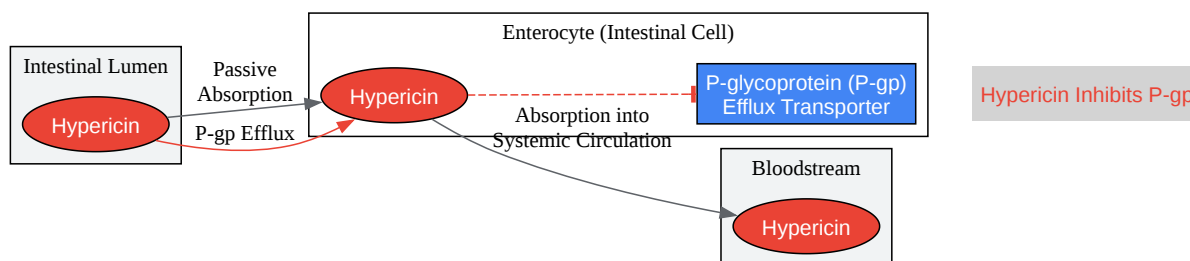 Enterocyte (Intestinal Cell)
Intestinal Lumen
Hypericin
Passive
Absorption
P-gp Efflux
Hypericin
P-glycoprotein (P-gp)
Efflux Transporter
Absorption into
Systemic Circulation
Bloodstream
Hypericin
Hypericin Inhibits P-gp